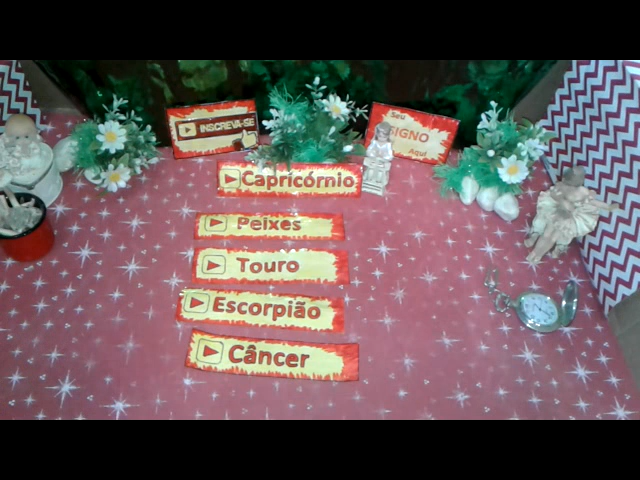 INSCREVA-SE
Seu
SIGNO
Aqui
Capricórnio
Peixes
Touro
Escorpião
Câncer